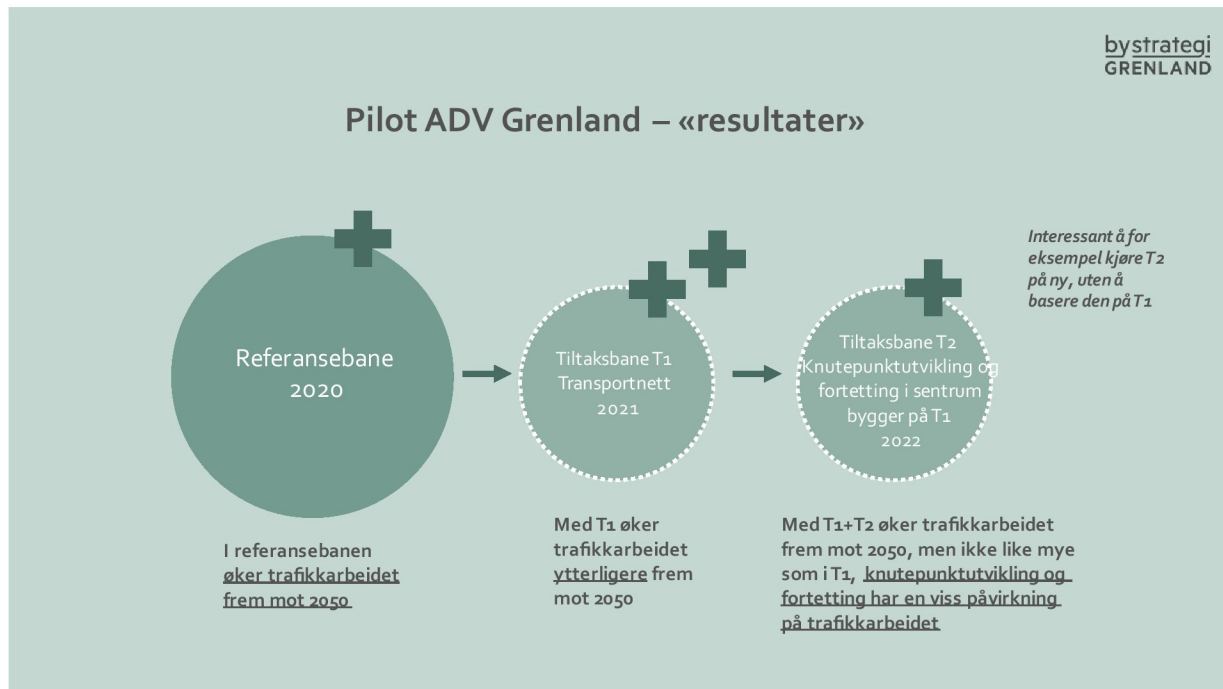 bystrategi
GRENLAND
Pilot ADV Grenland – «resultater»
Referansebane
2020
Tiltaksbane T1
Transportnett
2021
Tiltaksbane T2
Knutepunktutvikling og
fortetting i sentrum
bygger på T1
2022
Interessant å for
eksempel kjøre T2
på ny, uten å
basere den på T1
I referansebanen
øker trafikkarbeidet
frem mot 2050
Med T1 øker
trafikkarbeidet
ytterligere frem
mot 2050
Med T1+T2 øker trafikkarbeidet
frem mot 2050, men ikke like mye
som i T1, knutepunktutvikling og
fortetting har en viss påvirkning
på trafikkarbeidet